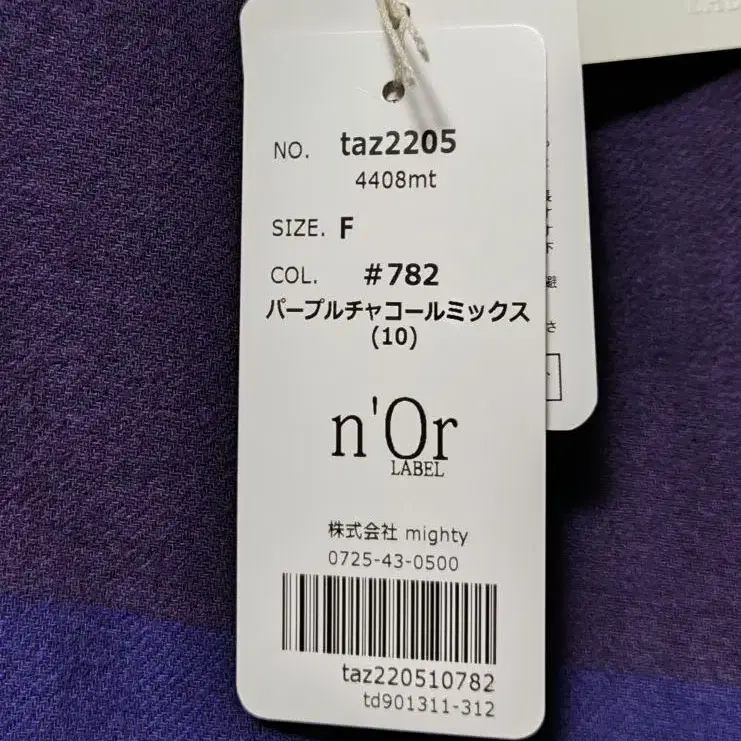 NO. taz2205
4408mt
SIZE. F
COL. #782
パープルチャコールミックス
(10)
n'Or
LABEL
株式会社 mighty
0725-43-0500
taz220510782
td901311-312